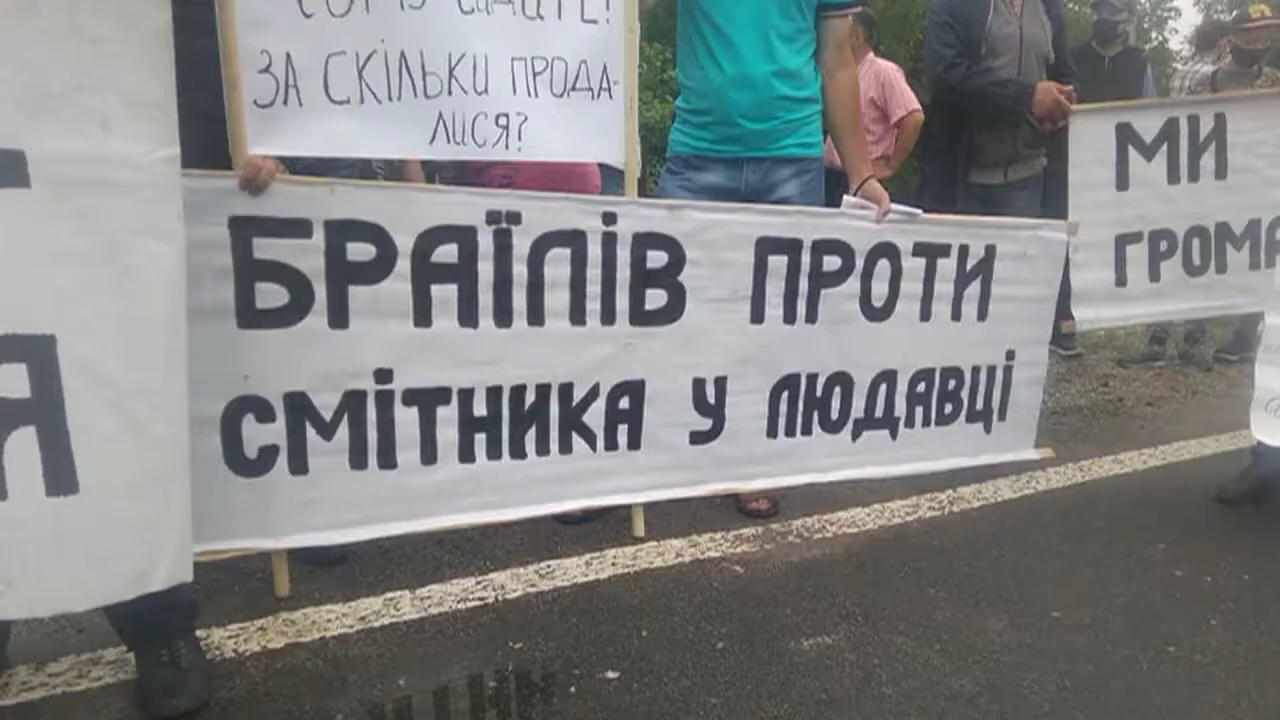 ЗА СКІЛЬКИ ПРОДА-
ЛИСЯ?
БРАЇЛІВ ПРОТИ
СМІТНИКА У ЛЮДАВЦІ
МИ
ГРОМА
Я